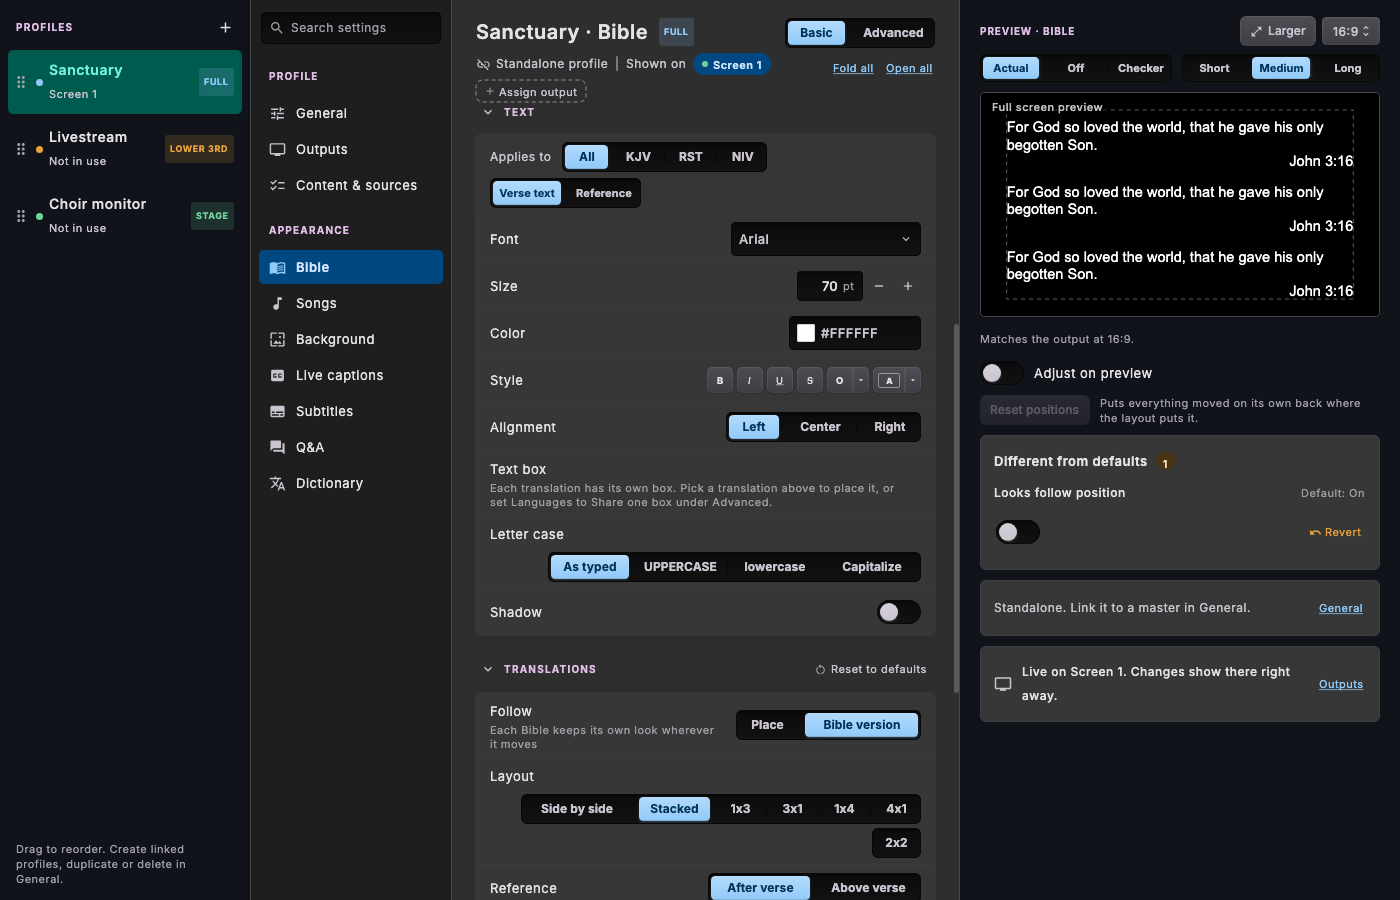 PROFILES
+
Sanctuary
Screen 1
FULL
Livestream
Not in use
LOWER 3RD
Choir monitor
Not in use
STAGE
Drag to reorder. Create linked
profiles, duplicate or delete in
General.
Search settings
PROFILE
General
Outputs
Content & sources
APPEARANCE
Bible
Songs
Background
Live captions
Subtitles
Q&A
Dictionary
Sanctuary · Bible FULL
Basic Advanced
Standalone profile | Shown on Screen 1
Fold all Open all
+ Assign output
TEXT
Applies to All KJV RST NIV
Verse text Reference
Font Arial
Size 70 pt − +
Color #FFFFFF
Style B I U S O A
Alignment Left Center Right
Text box
Each translation has its own box. Pick a translation above to place it, or
set Languages to Share one box under Advanced.
Letter case
As typed UPPERCASE lowercase Capitalize
Shadow
TRANSLATIONS Reset to defaults
Follow
Each Bible keeps its own look wherever
it moves
Place Bible version
Layout
Side by side Stacked 1x3 3x1 1x4 4x1
2x2
Reference After verse Above verse
PREVIEW · BIBLE Larger 16:9
Actual Off Checker Short Medium Long
Full screen preview
For God so loved the world, that he gave his only
begotten Son.
John 3:16
For God so loved the world, that he gave his only
begotten Son.
John 3:16
For God so loved the world, that he gave his only
begotten Son.
John 3:16
Matches the output at 16:9.
Adjust on preview
Reset positions
Puts everything moved on its own back where
the layout puts it.
Different from defaults 1
Looks follow position Default: On
Revert
Standalone. Link it to a master in General. General
Live on Screen 1. Changes show there right
away.
Outputs